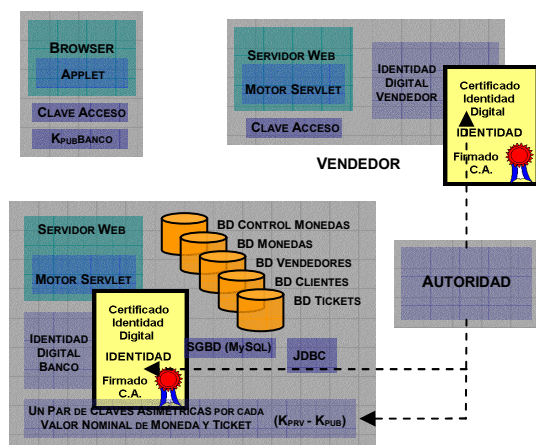 BROWSER
APPLET
CLAVE ACCESO
KPUBBANCO
SERVIDOR WEB
MOTOR SERVLET
CLAVE ACCESO
IDENTIDAD
DIGITAL
VENDEDOR
Certificado
Identidad
Digital
IDENTIDAD
Firmado
C.A.
VENDEDOR
SERVIDOR WEB
MOTOR SERVLET
BD CONTROL MONEDAS
BD MONEDAS
BD VENDEDORES
BD CLIENTES
BD TICKETS
AUTORIDAD
IDENTIDAD
DIGITAL
BANCO
Certificado
Identidad
Digital
IDENTIDAD
Firmado
C.A.
SGBD (MYSQL)
JDBC
UN PAR DE CLAVES ASIMÉTRICAS POR CADA
VALOR NOMINAL DE MONEDA Y TICKET
(KPRV - KPUB)